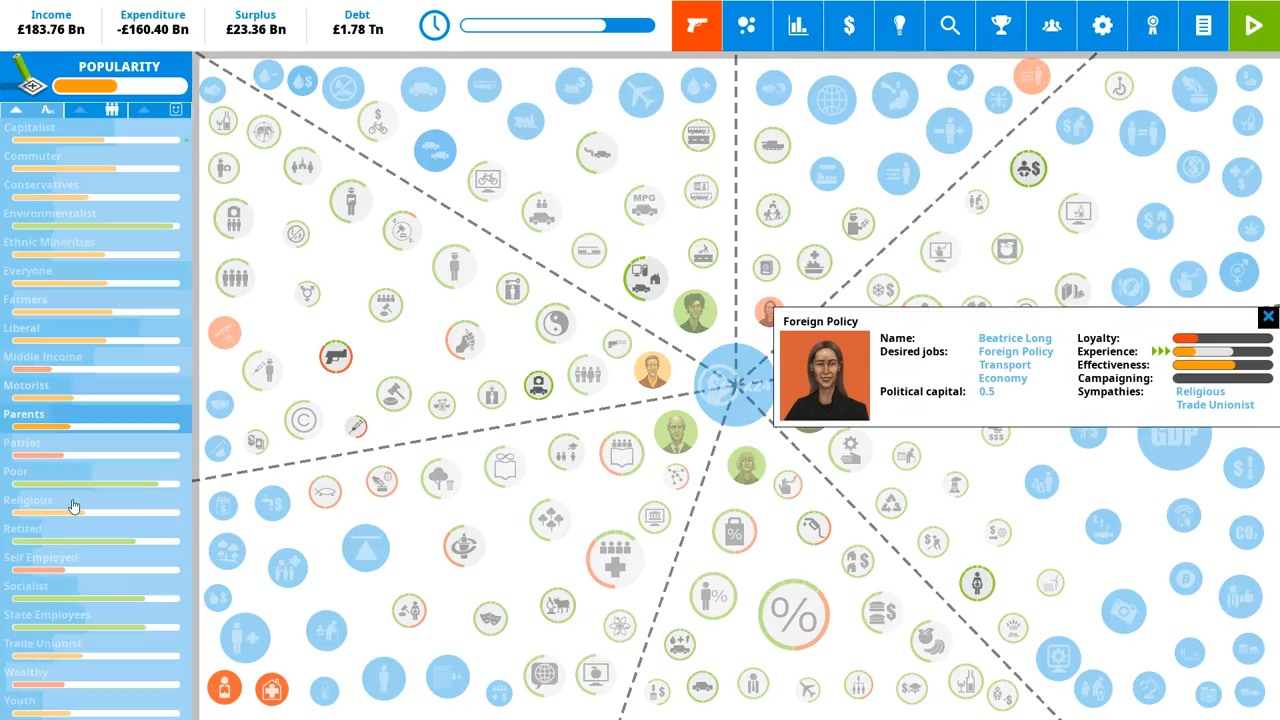 Income
Expenditure
Surplus
Debt
£183.76 Bn
-£160.40 Bn
£23.36 Bn
£1.78 Tn
POPULARITY
Capitalist
Commuter
Conservatives
Environmentalist
Ethnic Minorities
Everyone
Farmers
Liberal
Middle Income
Motorist
Parents
Patriot
Poor
Religious
Retired
Self Employed
Socialist
State Employees
Trade Unionist
Wealthy
Youth
MPG
Foreign Policy
Name:
Beatrice Long
Desired jobs:
Foreign Policy
Transport
Economy
Political capital:
0.5
Loyalty:
Experience:
Effectiveness:
Campaigning:
Sympathies:
Religious
Trade Unionist
GDP
CO₂